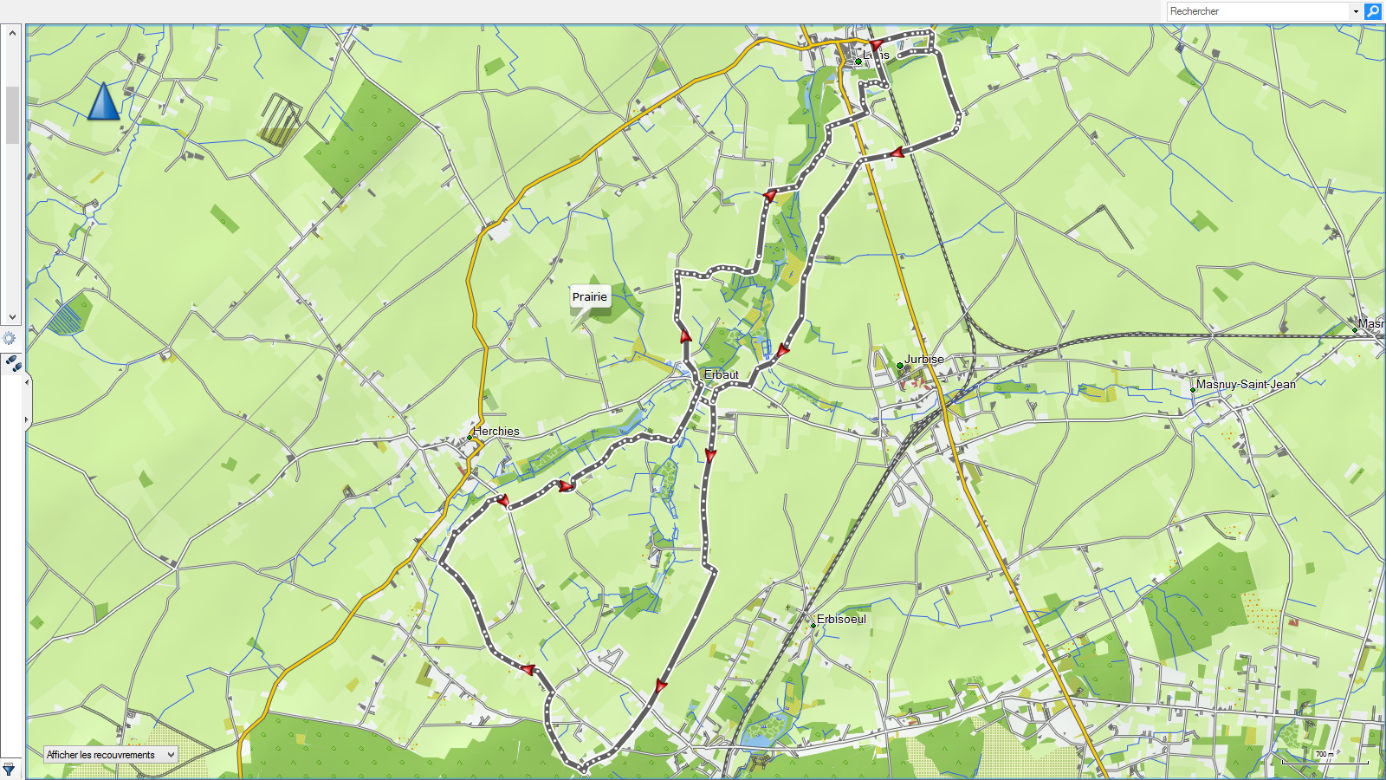 Rechercher
Lens
Prairie
Masn
Jurbise
Erbaut
Masnuy-Saint-Jean
Herchies
Erbisoeul
Afficher les recouvrements
700 m